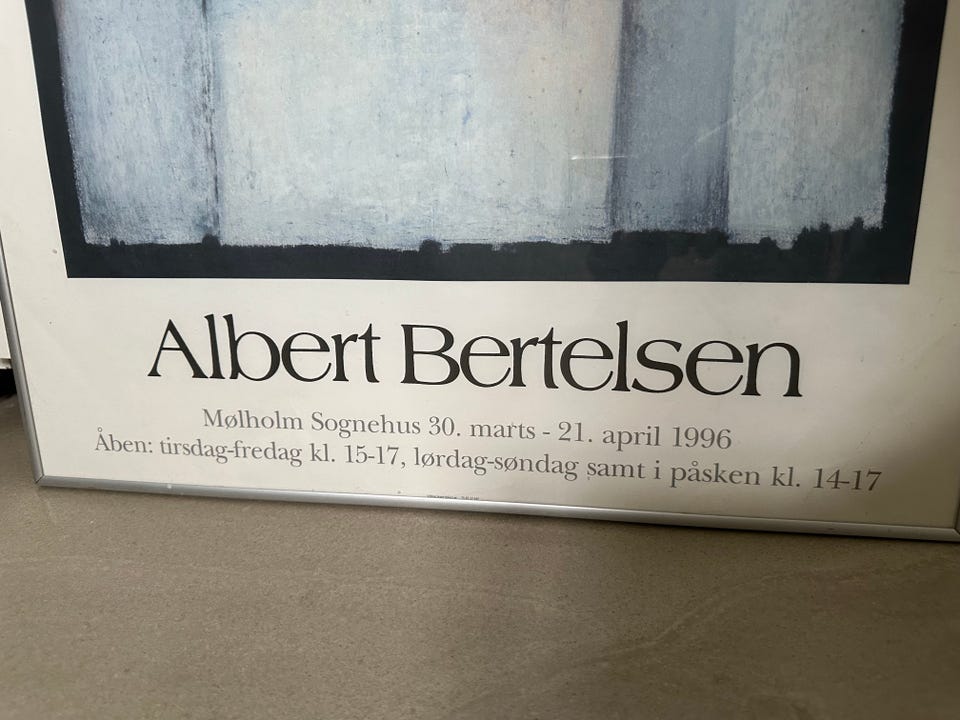 Albert Bertelsen
Mølholm Sognehus 30. marts - 21. april 1996
Åben: tirsdag-fredag kl. 15-17, lørdag-søndag samt i påsken kl. 14-17